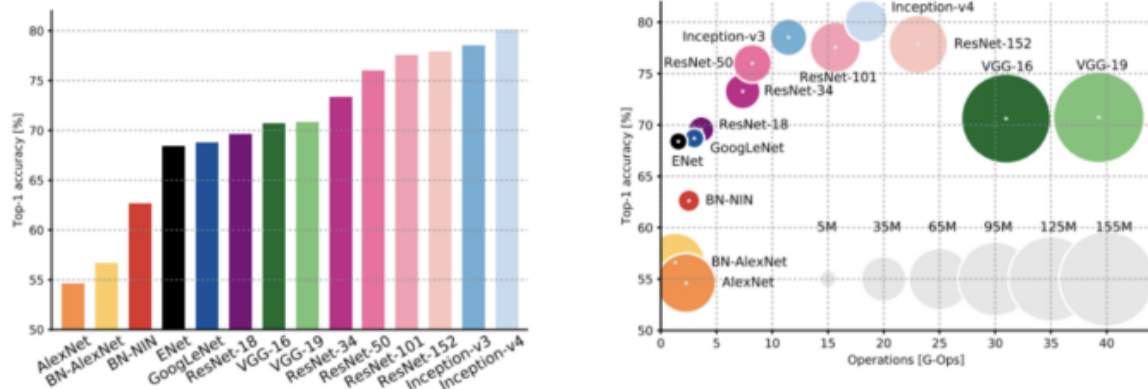 Top-1 accuracy [%]
80
75
70
65
60
55
50
AlexNet
BN-AlexNet
BN-NIN
ENet
GoogLeNet
ResNet-18
VGG-16
VGG-19
ResNet-34
ResNet-50
ResNet-101
ResNet-152
Inception-v3
Inception-v4
Top-1 accuracy [%]
80
75
70
65
60
55
50
Inception-v4
Inception-v3
ResNet-152
ResNet-50
VGG-16
VGG-19
ResNet-101
ResNet-34
ResNet-18
GoogLeNet
ENet
BN-NIN
5M 35M 65M 95M 125M 155M
BN-AlexNet
AlexNet
0 5 10 15 20 25 30 35 40
Operations [G-Ops]